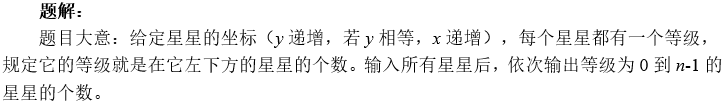 题解：
题目大意：给定星星的坐标（y 递增，若 y 相等，x 递增），每个星星都有一个等级，
规定它的等级就是在它左下方的星星的个数。输入所有星星后，依次输出等级为 0 到 n-1 的
星星的个数。